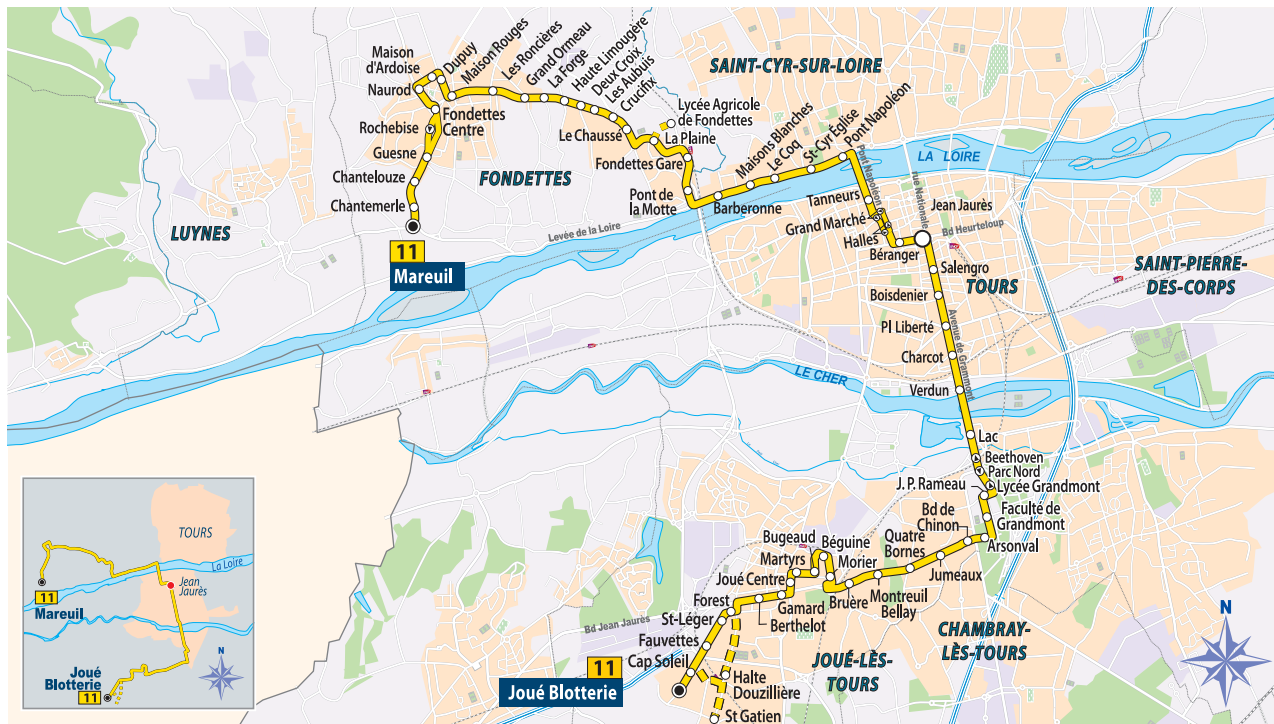 Maison
d'Ardoise
Naurod
Dupuy
Maison Rouges
Les Roncières
Grand Ormeau
La Forge
Haute Limougère
Deux Croix
Les Aubuis
Crucifix
Lycée Agricole
de Fondettes
SAINT-CYR-SUR-LOIRE
Fondettes
Centre
Rochebise
Guesne
Chantelouze
Chantemerle
FONDETTES
LUYNES
11
Mareuil
Le Chaussé
La Plaine
Fondettes Gare
Pont de
la Motte
Barberonne
Maisons Blanches
Le Coq
St-Cyr Église
Pont Napoléon
LA LOIRE
Levée de la Loire
Pont Napoléon
rue Nationale
Tanneurs
Grand Marché
Halles
Béranger
Jean Jaurès
Bd Heurteloup
Salengro
TOURS
SAINT-PIERRE-
DES-CORPS
Boisdenier
Pl Liberté
Avenue de Grammont
Charcot
LE CHER
Verdun
Lac
Beethoven
Parc Nord
J. P. Rameau
Lycée Grandmont
Faculté de
Grandmont
Arsonval
Bd de
Chinon
Quatre
Bornes
Jumeaux
Bugeaud
Béguine
Martyrs
Morier
Joué Centre
Montreuil
Bellay
Bruère
Gamard
Berthelot
Forest
St-Léger
Bd Jean Jaurès
Fauvettes
Cap Soleil
11
Joué Blotterie
Halte
Douzillière
St Gatien
JOUÉ-LÈS-
TOURS
CHAMBRAY-
LÈS-TOURS
N
TOURS
La Loire
Jean
Jaurès
11
Mareuil
Joué
Blotterie
11
N